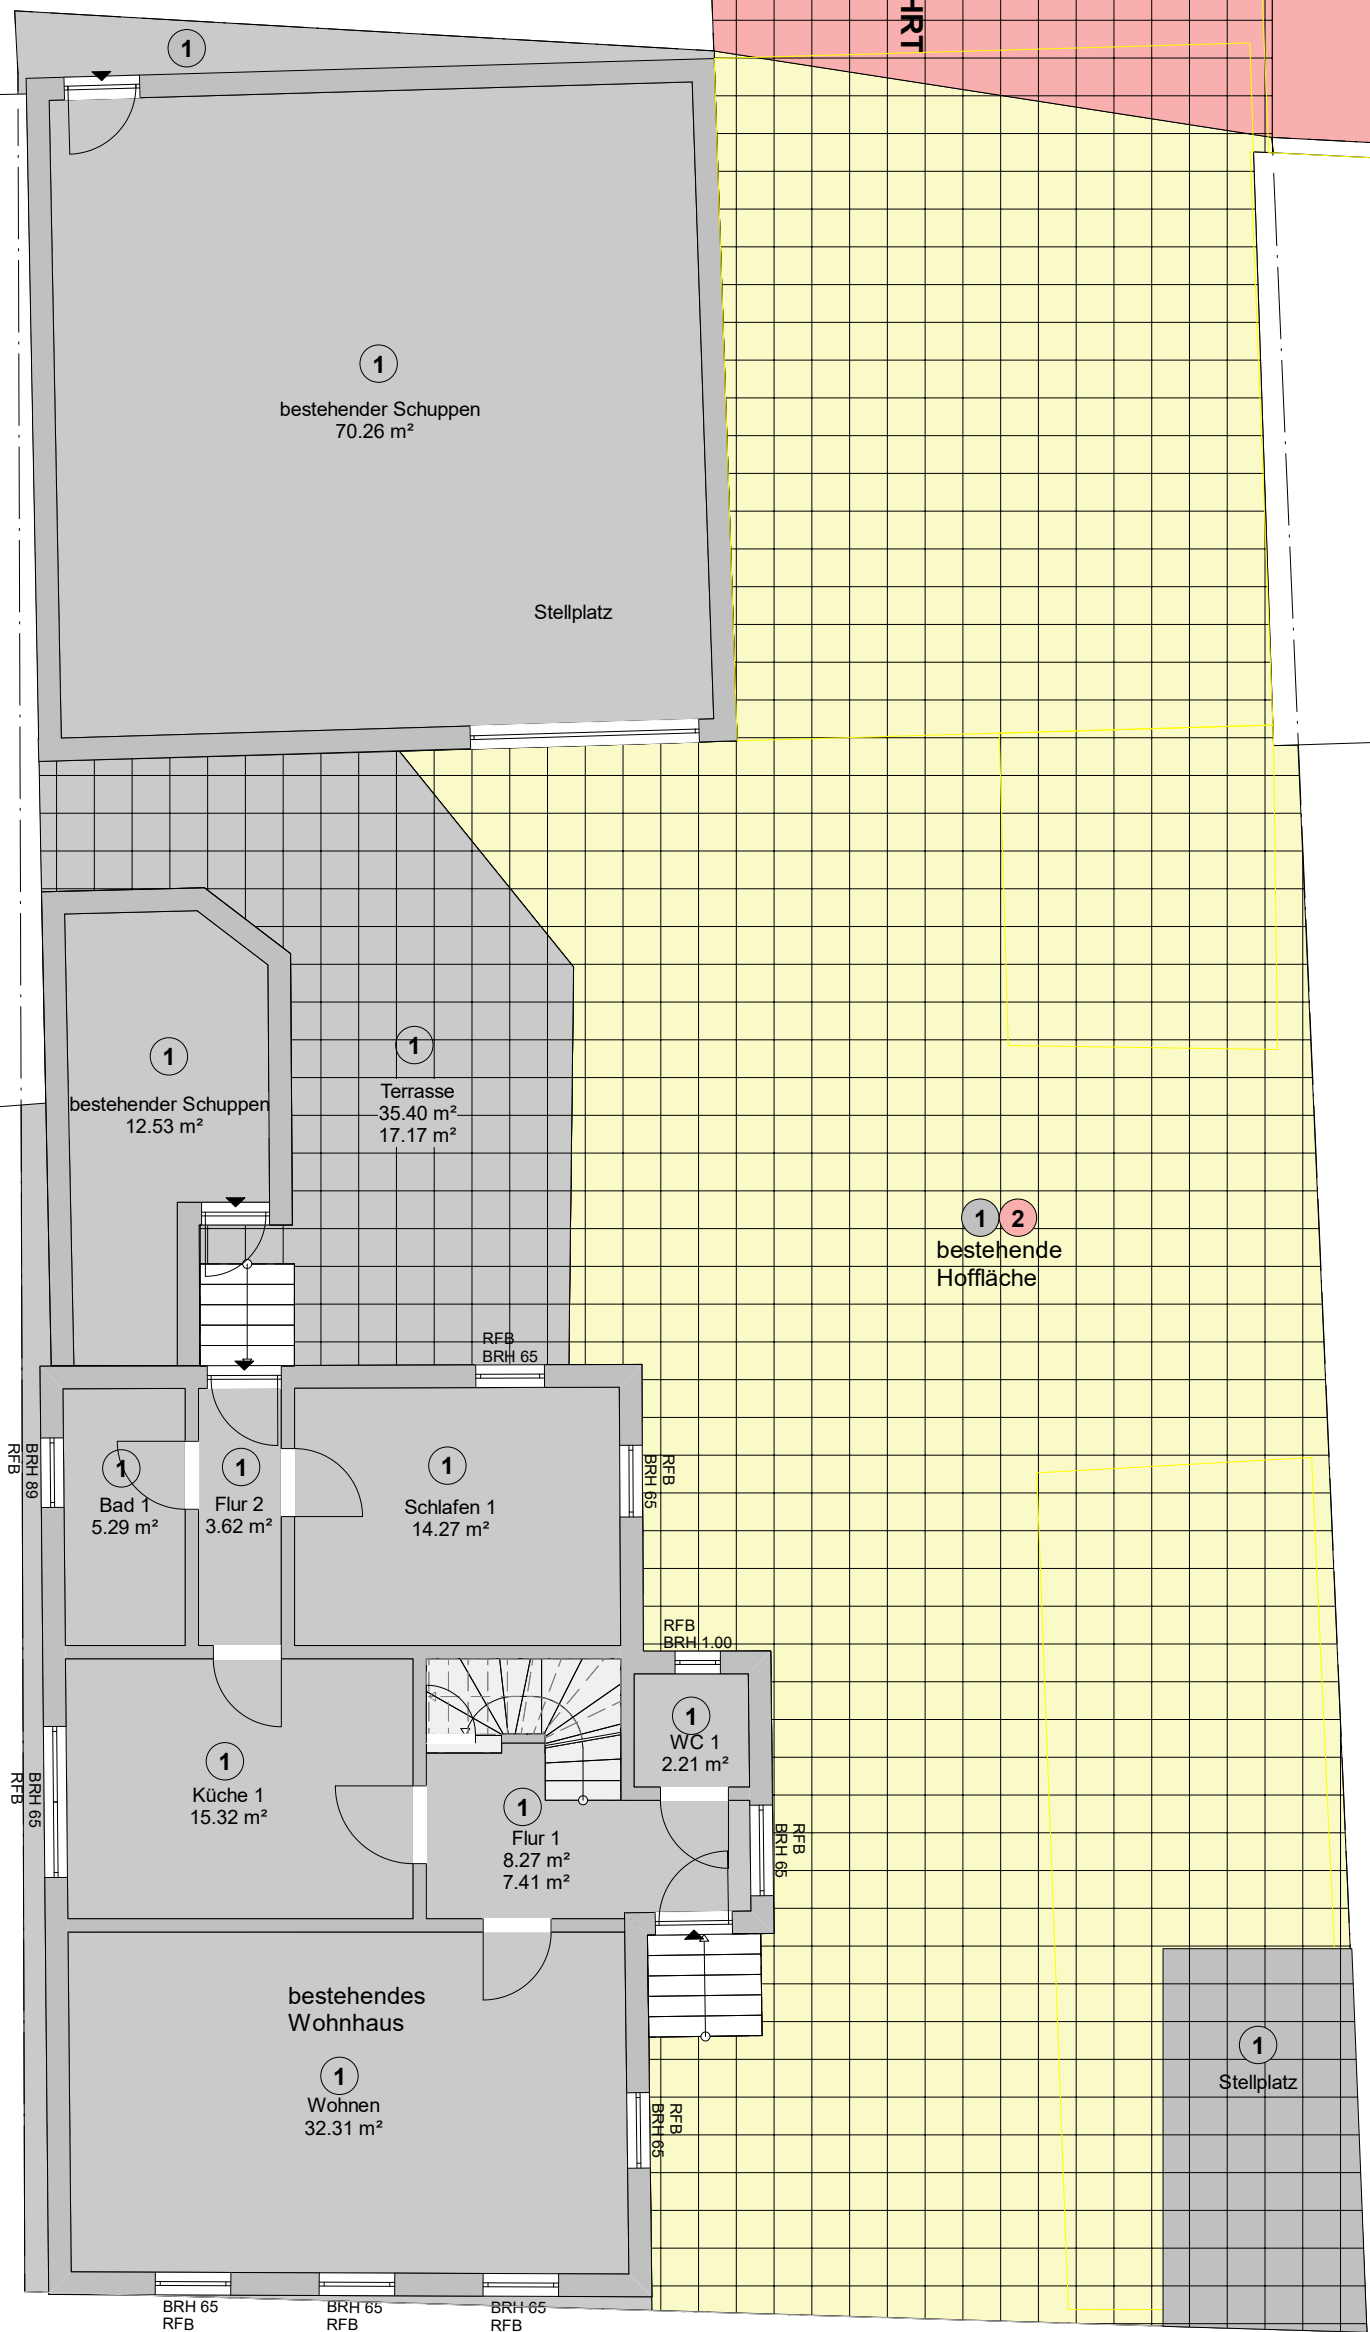 HRT
1
1
bestehender Schuppen
70.26 m²
Stellplatz
1
bestehender Schuppen
12.53 m²
1
Terrasse
35.40 m²
17.17 m²
1 2
bestehende
Hoffläche
RFB
BRH 65
BRH 89
RFB
1
Bad 1
5.29 m²
1
Flur 2
3.62 m²
1
Schlafen 1
14.27 m²
RFB
BRH 65
RFB
BRH 1.00
1
WC 1
2.21 m²
BRH 65
RFB
1
Küche 1
15.32 m²
1
Flur 1
8.27 m²
7.41 m²
RFB
BRH 65
bestehendes
Wohnhaus
1
Wohnen
32.31 m²
RFB
BRH 65
1
Stellplatz
BRH 65
RFB
BRH 65
RFB
BRH 65
RFB